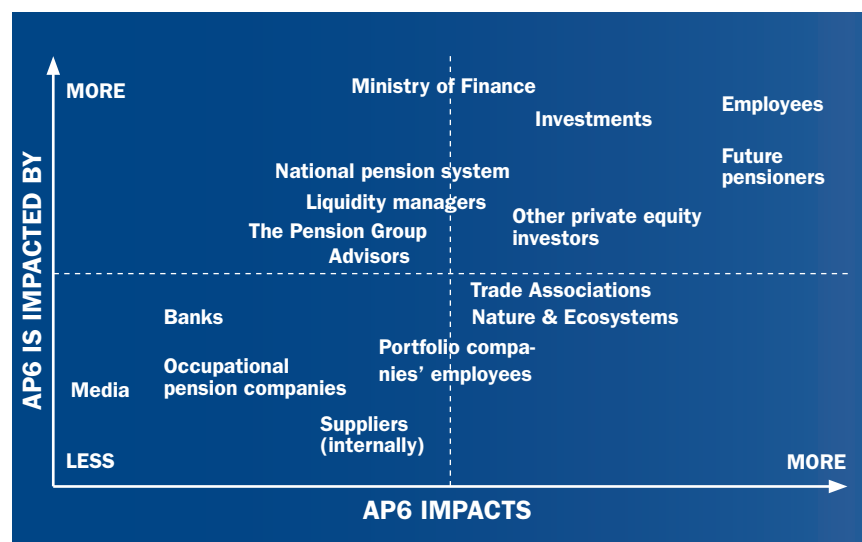 MORE
Ministry of Finance
Employees
Investments
Future
pensioners
National pension system
Liquidity managers
Other private equity
investors
The Pension Group
Advisors
AP6 IS IMPACTED BY
Trade Associations
Banks
Nature & Ecosystems
Portfolio compa-
nies’ employees
Occupational
pension companies
Media
Suppliers
(internally)
LESS
MORE
AP6 IMPACTS